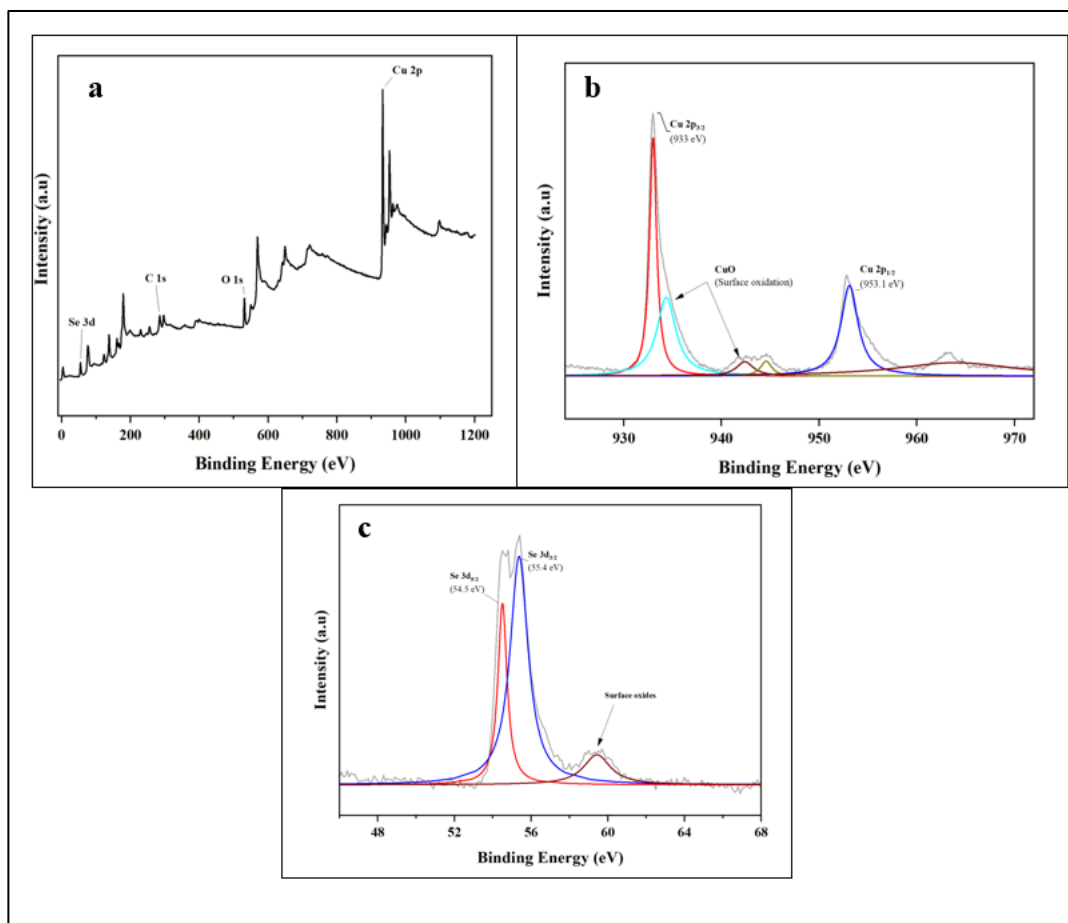 a
Cu 2p
C 1s
O 1s
Se 3d
Intensity (a.u)
0 200 400 600 800 1000 1200
Binding Energy (eV)
b
Cu 2p3/2
(933 eV)
CuO
(Surface oxidation)
Cu 2p1/2
(953.1 eV)
Intensity (a.u)
930 940 950 960 970
Binding Energy (eV)
c
Se 3d3/2
(55.4 eV)
Se 3d5/2
(54.5 eV)
Surface oxides
Intensity (a.u)
48 52 56 60 64 68
Binding Energy (eV)